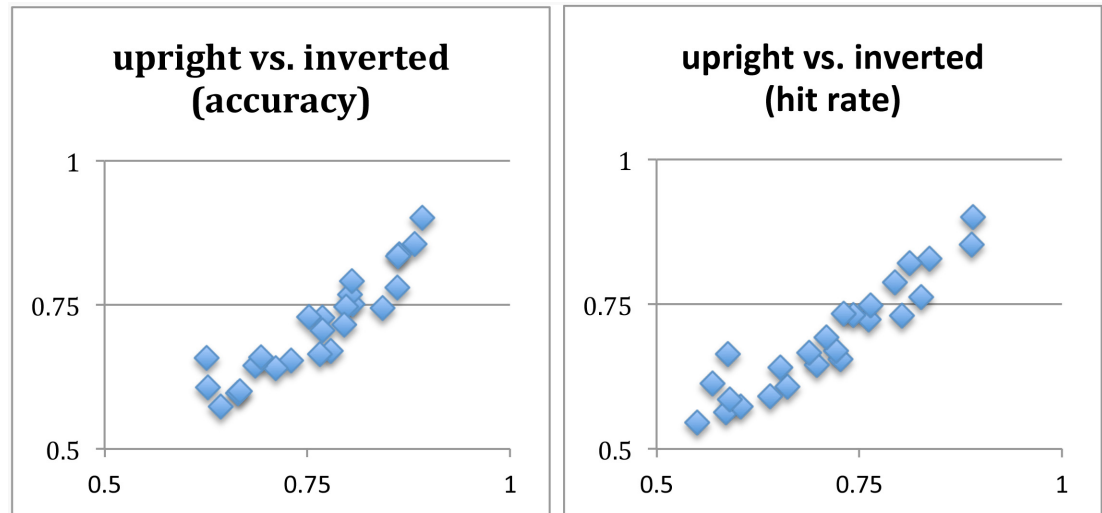 upright vs. inverted
(accuracy)
1
0.75
0.5
0.5 0.75 1
upright vs. inverted
(hit rate)
1
0.75
0.5
0.5 0.75 1